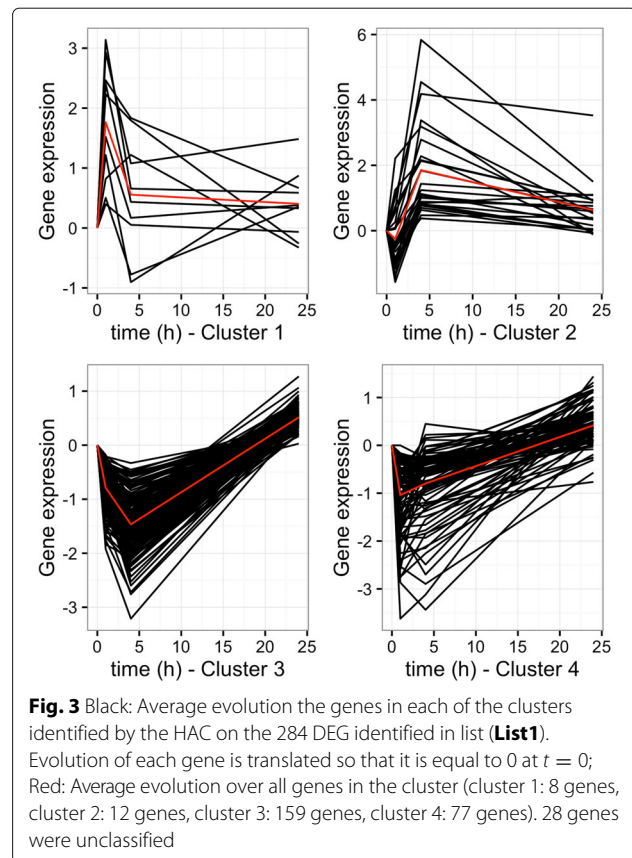 3
2
1
0
-1
Gene expression
0 5 10 15 20 25
time (h) - Cluster 1
6
4
2
0
Gene expression
0 5 10 15 20 25
time (h) - Cluster 2
1
0
-1
-2
-3
Gene expression
0 5 10 15 20 25
time (h) - Cluster 3
1
0
-1
-2
-3
Gene expression
0 5 10 15 20 25
time (h) - Cluster 4
Fig. 3 Black: Average evolution the genes in each of the clusters
identified by the HAC on the 284 DEG identified in list (List1).
Evolution of each gene is translated so that it is equal to 0 at t = 0;
Red: Average evolution over all genes in the cluster (cluster 1: 8 genes,
cluster 2: 12 genes, cluster 3: 159 genes, cluster 4: 77 genes). 28 genes
were unclassified